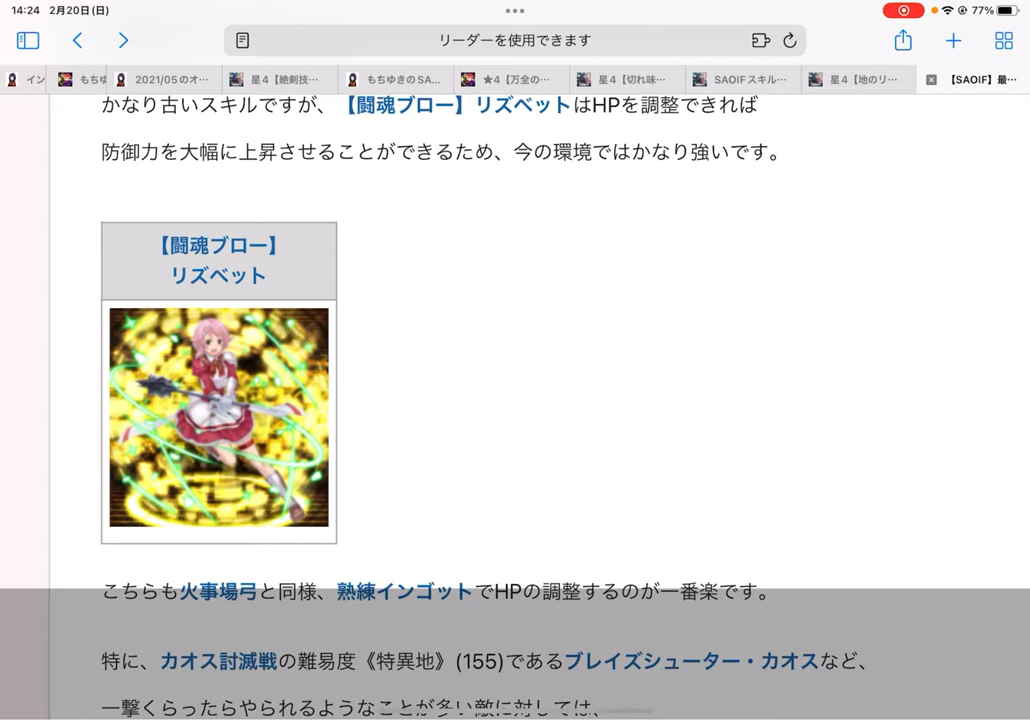 14:24 2月20日(日)
77%
リーダーを使用できます
イン
もちゆ
2021/05のオ…
星4【絶剣技…
もちゆきのSA…
★4【万全の…
星4【切れ味…
SAOIFスキル…
星4【地のリ…
【SAOIF】最…
かなり古いスキルですが、【闘魂ブロー】リズベットはHPを調整できれば
防御力を大幅に上昇させることができるため、今の環境ではかなり強いです。
【闘魂ブロー】
リズベット
こちらも火事場弓と同様、熟練インゴットでHPの調整するのが一番楽です。
特に、カオス討滅戦の難易度《特異地》(155)であるブレイズシューター・カオスなど、
一撃くらったらやられるようなことが多い敵に対しては、